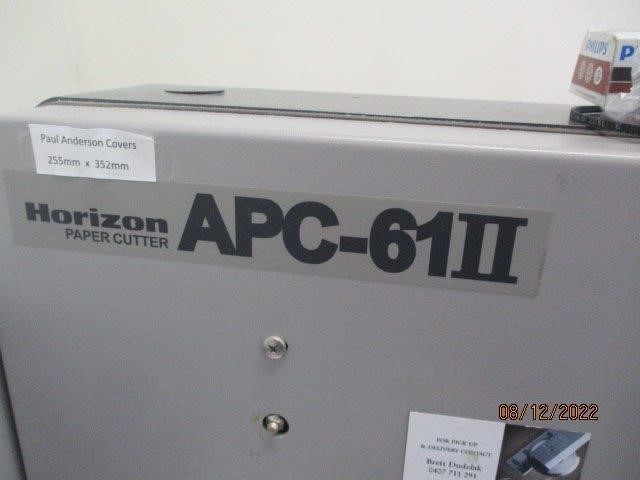 PHILIPS
P
Paul Anderson Covers
255mm x 352mm
Horizon
PAPER CUTTER
APC-61II
08/12/2022
FOR PICK UP
& DELIVERY CONTACT
Brett Dudziak
0407 711 291